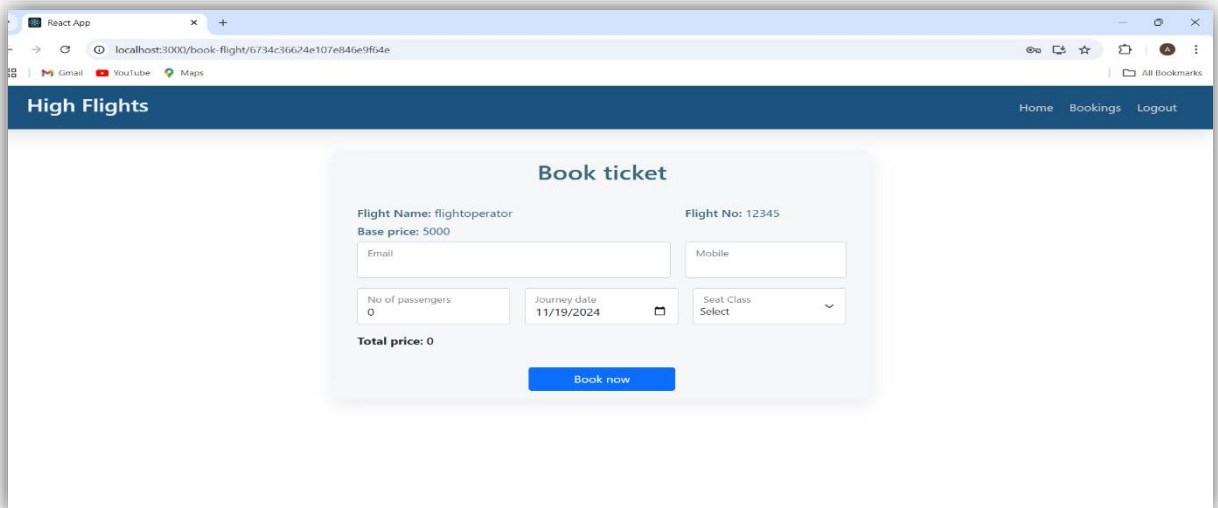 React App
localhost:3000/book-flight/6734c36624e107e846e9f64e
Gmail YouTube Maps All Bookmarks
High Flights Home Bookings Logout
Book ticket
Flight Name: flightoperator Flight No: 12345
Base price: 5000
Email Mobile
No of passengers Journey date Seat Class
0 11/19/2024 Select
Total price: 0
Book now